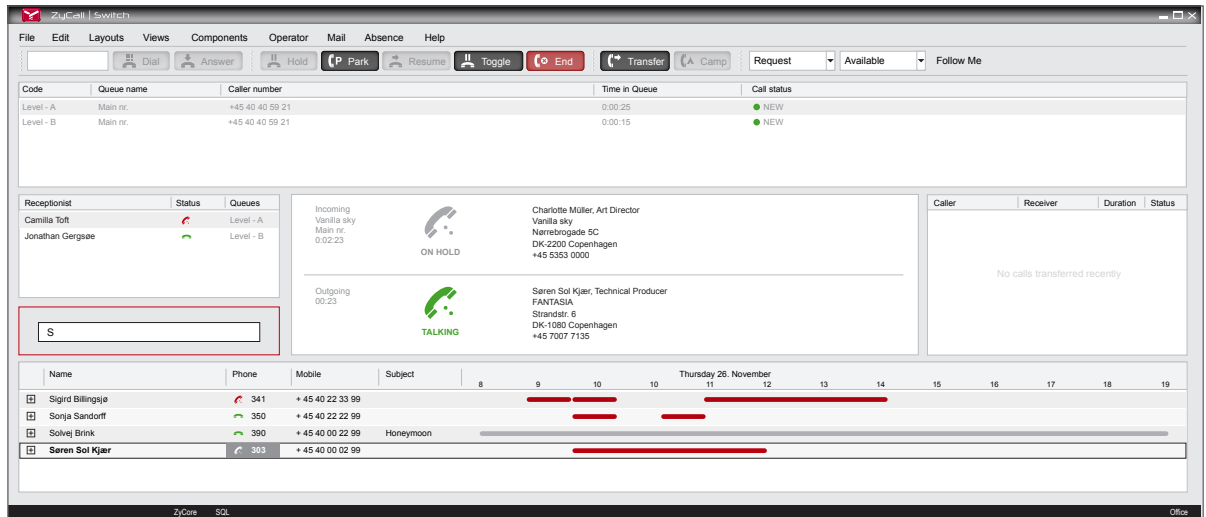 ZyCall | Switch
File Edit Layouts Views Components Operator Mail Absence Help
Dial Answer Hold Park Resume Toggle End Transfer Camp Request Available Follow Me
Code Queue name Caller number Time in Queue Call status
Level - A Main nr. +45 40 40 59 21 0:00:25 NEW
Level - B Main nr. +45 40 40 59 21 0:00:15 NEW
Receptionist Status Queues
Camilla Toft Level - A
Jonathan Gergsøe Level - B
S
Incoming
Vanilla sky
Main nr.
0:02:23
ON HOLD
Charlotte Müller, Art Director
Vanilla sky
Nørrebrogade 5C
DK-2200 Copenhagen
+45 5353 0000
Outgoing
00:23
TALKING
Søren Sol Kjær, Technical Producer
FANTASIA
Strandstr. 6
DK-1080 Copenhagen
+45 7007 7135
Caller Receiver Duration Status
No calls transferred recently
Name Phone Mobile Subject Thursday 26. November
8 9 10 10 11 12 13 14 15 16 17 18 19
Sigird Billingsjø 341 + 45 40 22 33 99
Sonja Sandorff 350 + 45 40 22 22 99
Solvej Brink 390 + 45 40 00 22 99 Honeymoon
Søren Sol Kjær 303 + 45 40 00 02 99
ZyCore SQL Office